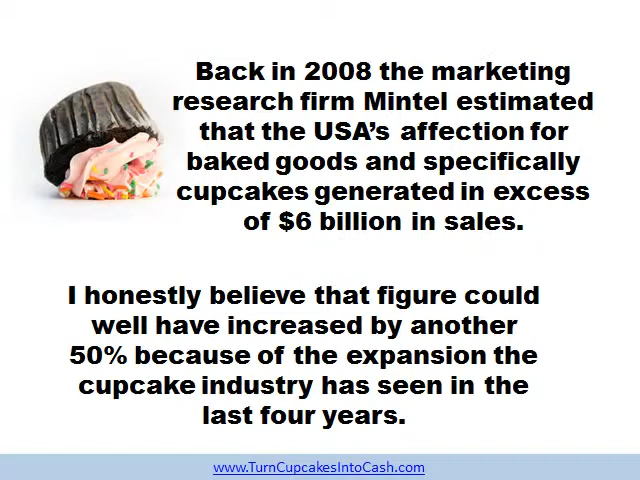 Back in 2008 the marketing
research firm Mintel estimated
that the USA’s affection for
baked goods and specifically
cupcakes generated in excess
of $6 billion in sales.
I honestly believe that figure could
well have increased by another
50% because of the expansion the
cupcake industry has seen in the
last four years.
www.TurnCupcakesIntoCash.com